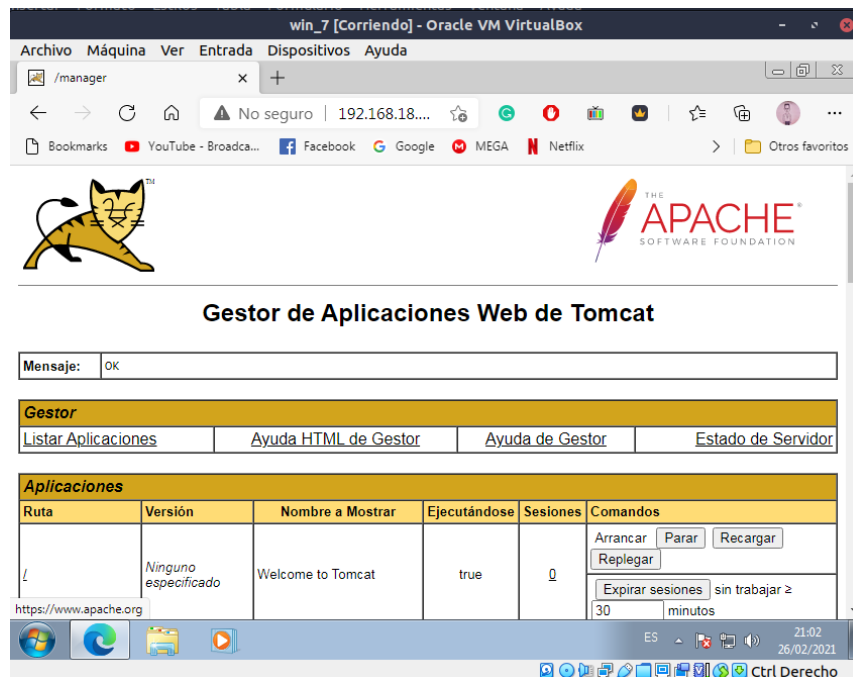 win_7 [Corriendo] - Oracle VM VirtualBox
Archivo Máquina Ver Entrada Dispositivos Ayuda
/manager
No seguro | 192.168.18....
Bookmarks YouTube - Broadca... Facebook Google MEGA Netflix Otros favoritos
TM
THE
APACHE®
SOFTWARE FOUNDATION
Gestor de Aplicaciones Web de Tomcat
Mensaje: OK
Gestor
Listar Aplicaciones Ayuda HTML de Gestor Ayuda de Gestor Estado de Servidor
Aplicaciones
Ruta Versión Nombre a Mostrar Ejecutándose Sesiones Comandos
Arrancar Parar Recargar
Replegar
/ Ninguno especificado Welcome to Tomcat true 0
Expirar sesiones sin trabajar ≥
30 minutos
https://www.apache.org
ES 21:02
26/02/2021
Ctrl Derecho